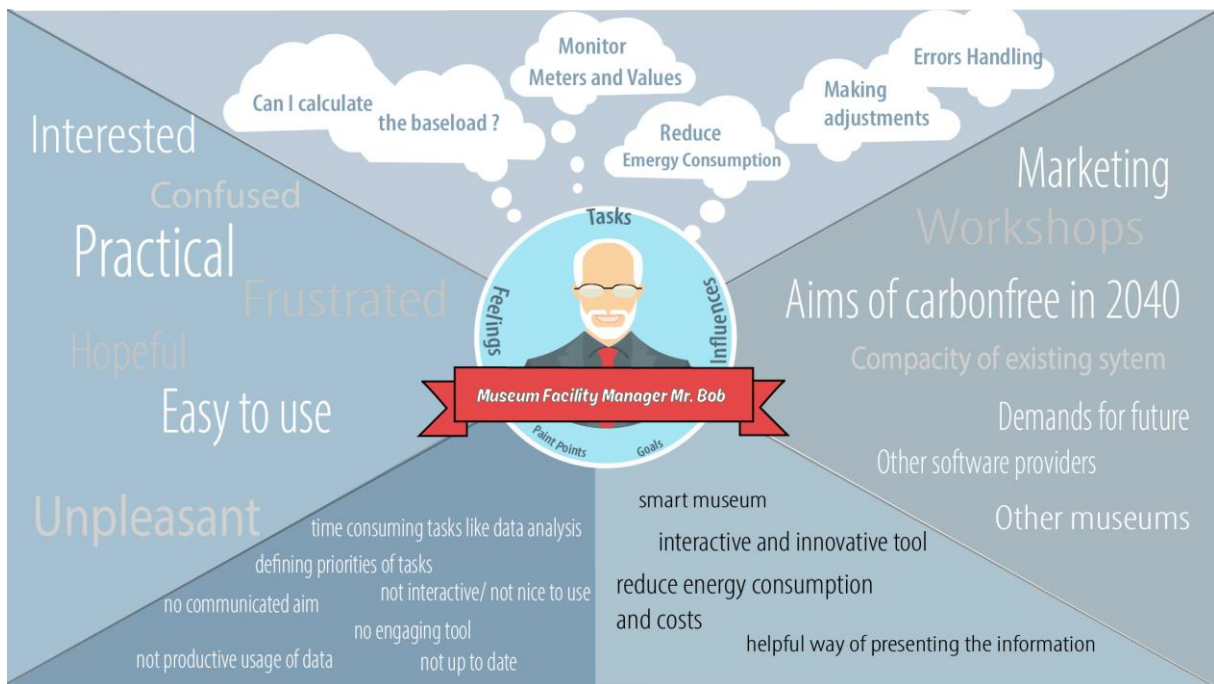 Can I calculate
the baseload ?
Monitor
Meters and Values
Reduce
Emergy Consumption
Making
adjustments
Errors Handling
Interested
Confused
Practical
Frustrated
Hopeful
Easy to use
Unpleasant
Tasks
Feelings
Influences
Museum Facility Manager Mr. Bob
Paint Points
Goals
Marketing
Workshops
Aims of carbonfree in 2040
Compacity of existing sytem
Demands for future
Other software providers
Other museums
time consuming tasks like data analysis
defining priorities of tasks
not interactive/ not nice to use
no communicated aim
no engaging tool
not productive usage of data
not up to date
smart museum
interactive and innovative tool
reduce energy consumption
and costs
helpful way of presenting the information